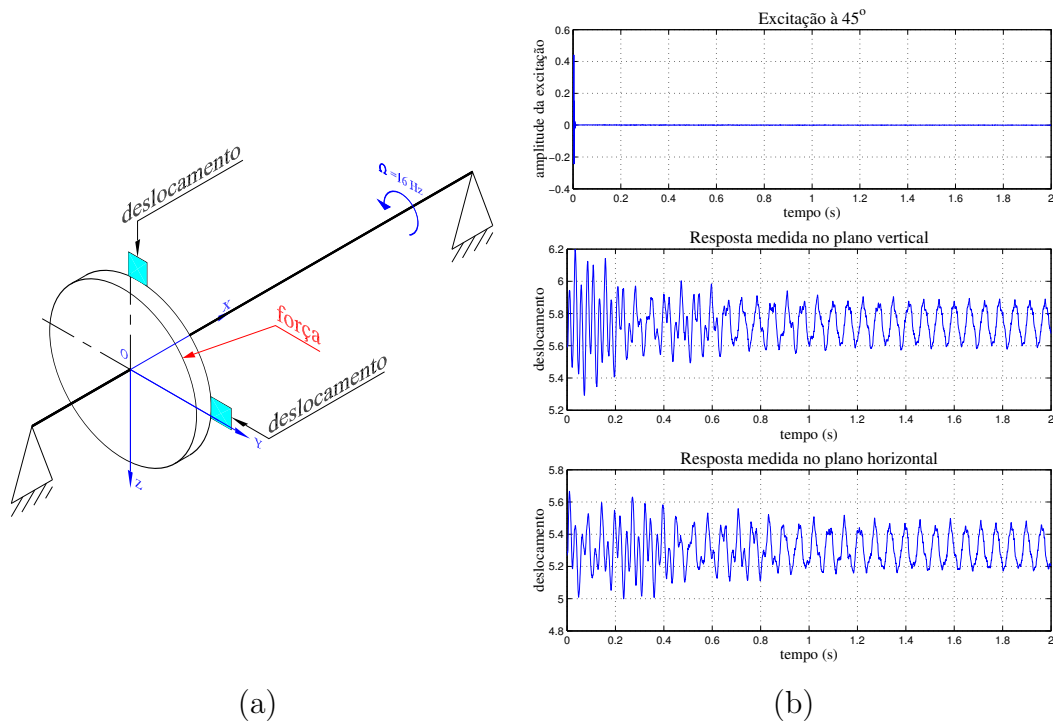 deslocamento
Ω =16 Hz
X
força
O
deslocamento
Y
Z
(a)
Excitação à 45º
amplitude da excitação
0.6
0.4
0.2
0
−0.2
−0.4
0 0.2 0.4 0.6 0.8 1 1.2 1.4 1.6 1.8 2
tempo (s)
Resposta medida no plano vertical
deslocamento
6.2
6
5.8
5.6
5.4
5.2
0 0.2 0.4 0.6 0.8 1 1.2 1.4 1.6 1.8 2
tempo (s)
Resposta medida no plano horizontal
deslocamento
5.8
5.6
5.4
5.2
5
4.8
0 0.2 0.4 0.6 0.8 1 1.2 1.4 1.6 1.8 2
tempo (s)
(b)